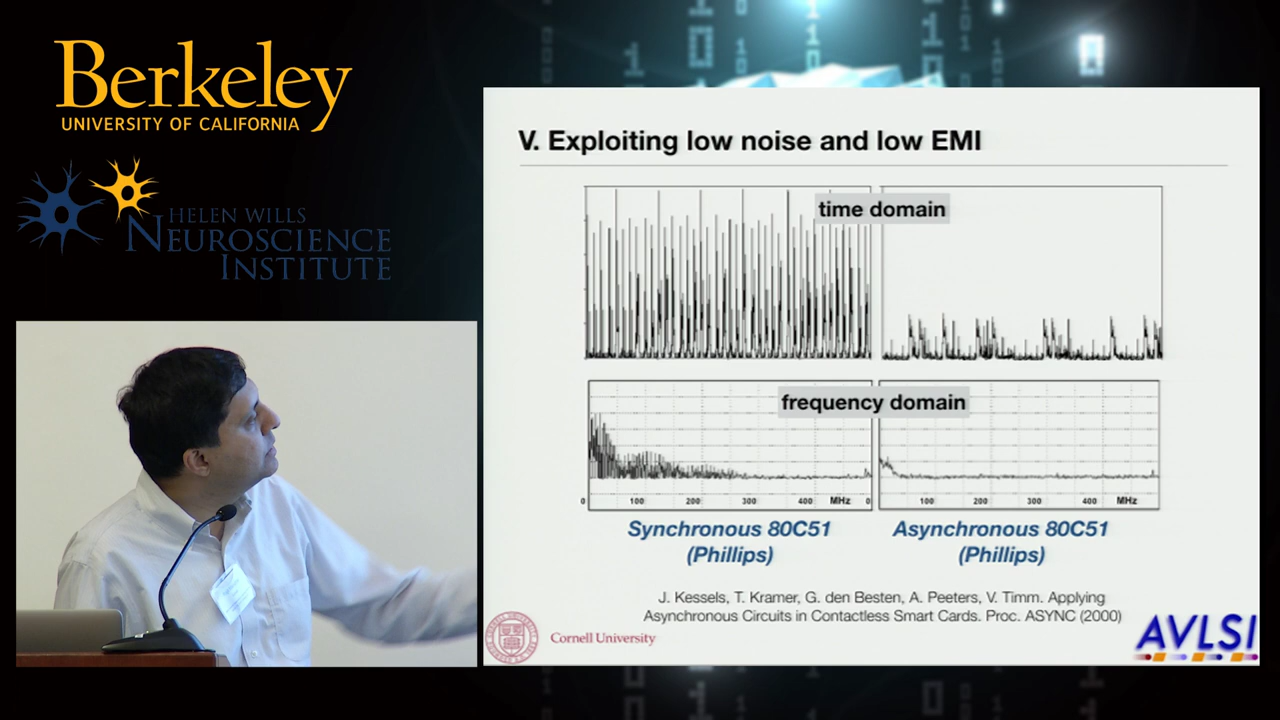 Berkeley
UNIVERSITY OF CALIFORNIA
HELEN WILLS
NEUROSCIENCE
INSTITUTE
V. Exploiting low noise and low EMI
time domain
frequency domain
0 100 200 300 400 MHz 0 100 200 300 400 MHz
Synchronous 80C51
(Phillips)
Asynchronous 80C51
(Phillips)
J. Kessels, T. Kramer, G. den Besten, A. Peeters, V. Timm. Applying
Asynchronous Circuits in Contactless Smart Cards. Proc. ASYNC (2000)
Cornell University
AVLSI